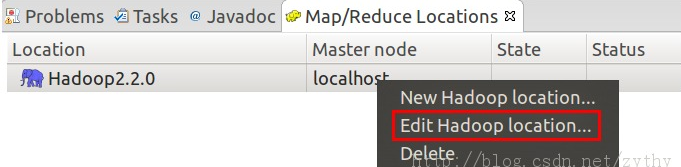 Problems Tasks @ Javadoc Map/Reduce Locations
Location Master node State Status
Hadoop2.2.0 localhost
New Hadoop location...
Edit Hadoop location...
Delete
http://blog.csdn.net/zythy